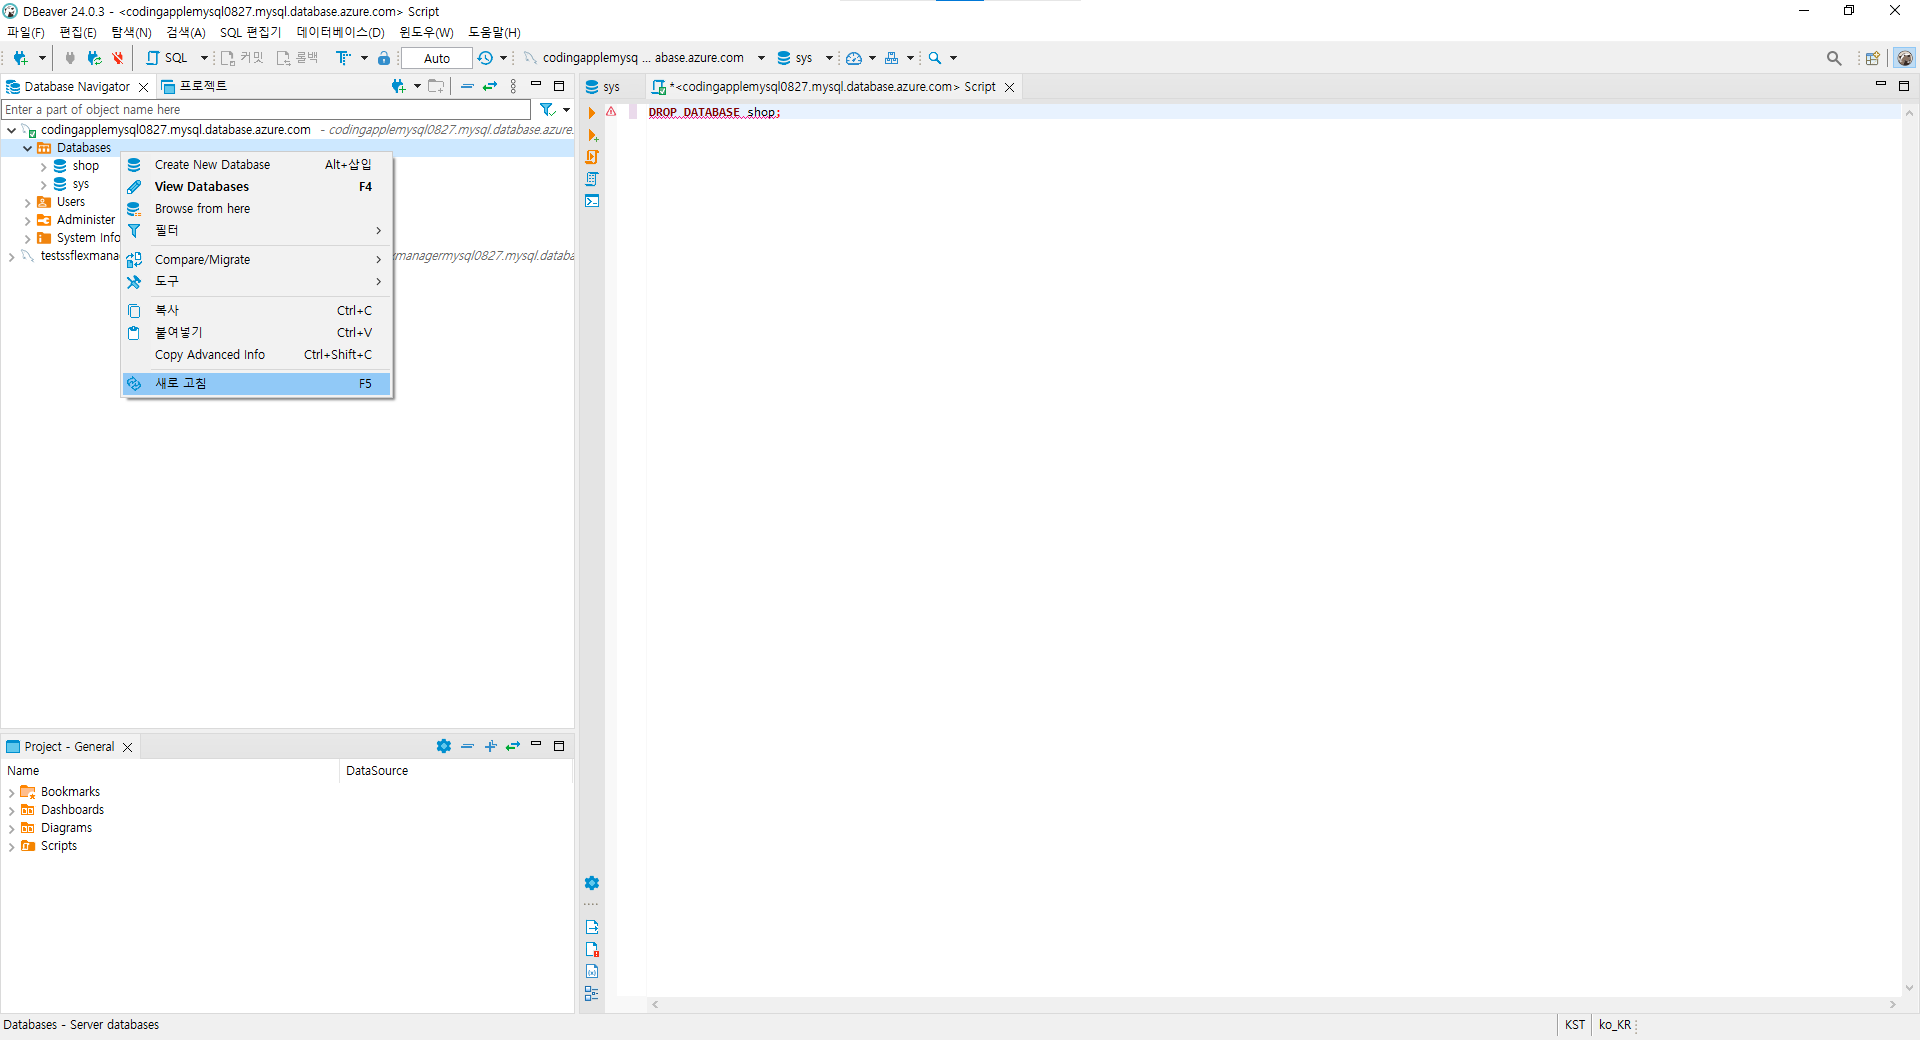 DBeaver 24.0.3 - <codingapplemysql0827.mysql.database.azure.com> Script
파일(F) 편집(E) 탐색(N) 검색(A) SQL 편집기 데이터베이스(D) 윈도우(W) 도움말(H)
SQL 커밋 롤백 Auto codingapplemysq ... abase.azure.com sys
Database Navigator 프로젝트
Enter a part of object name here
codingapplemysql0827.mysql.database.azure.com - codingapplemysql0827.mysql.database.azure.
Databases
shop
sys
Users
Administer
System Info
testssflexmana
managermysql0827.mysql.databa
Create New Database Alt+삽입
View Databases F4
Browse from here
필터
Compare/Migrate
도구
복사 Ctrl+C
붙여넣기 Ctrl+V
Copy Advanced Info Ctrl+Shift+C
새로 고침 F5
sys *<codingapplemysql0827.mysql.database.azure.com> Script
DROP DATABASE shop;
Project - General
Name DataSource
Bookmarks
Dashboards
Diagrams
Scripts
Databases - Server databases
KST ko_KR